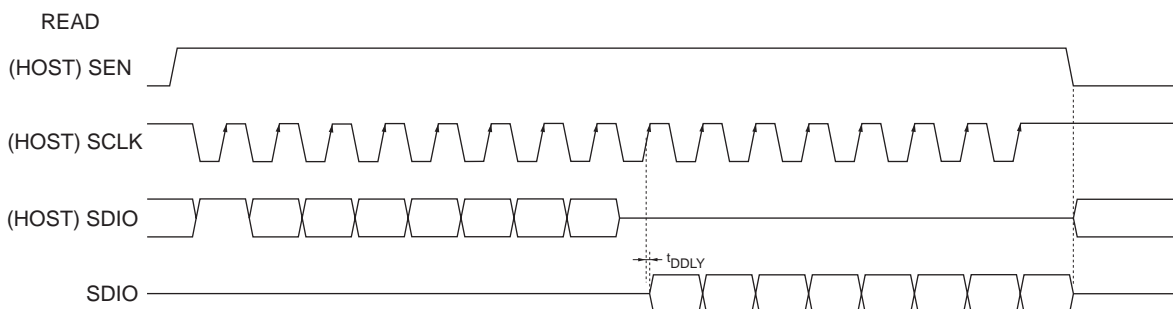 READ
(HOST) SEN
(HOST) SCLK
(HOST) SDIO
tDDLY
SDIO